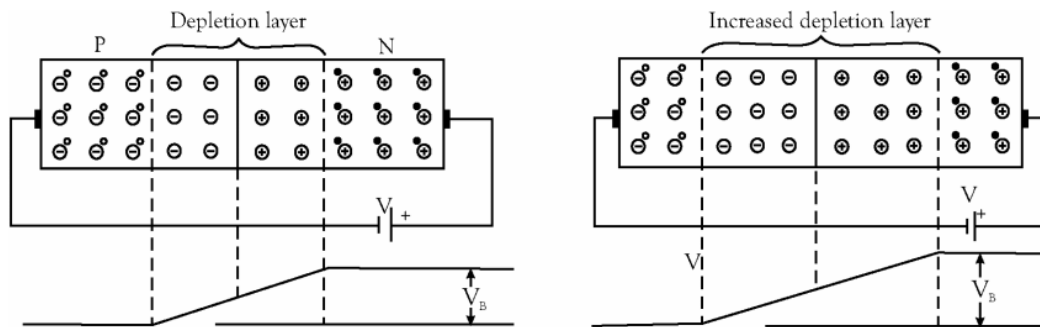 Depletion layer
P
N
V
+
V_B
Increased depletion layer
V
+
V
V_B